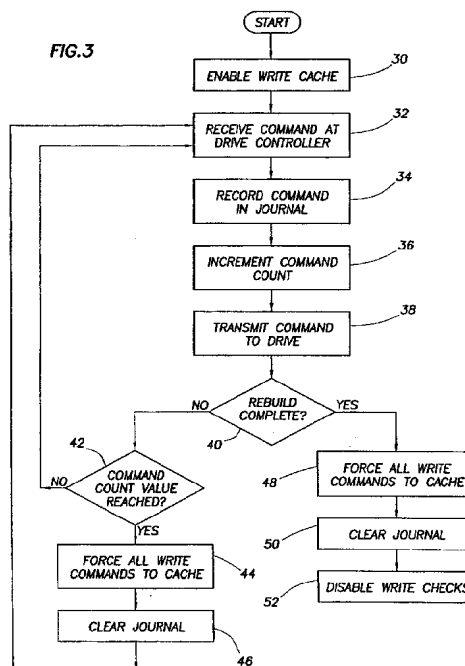 START
FIG.3
ENABLE WRITE CACHE
30
RECEIVE COMMAND AT
DRIVE CONTROLLER
32
RECORD COMMAND
IN JOURNAL
34
INCREMENT COMMAND
COUNT
36
TRANSMIT COMMAND
TO DRIVE
38
NO
REBUILD
COMPLETE?
YES
40
42
COMMAND
COUNT VALUE
REACHED?
NO
YES
48
FORCE ALL WRITE
COMMANDS TO CACHE
50
CLEAR JOURNAL
52
DISABLE WRITE CHECKS
FORCE ALL WRITE
COMMANDS TO CACHE
44
CLEAR JOURNAL
46